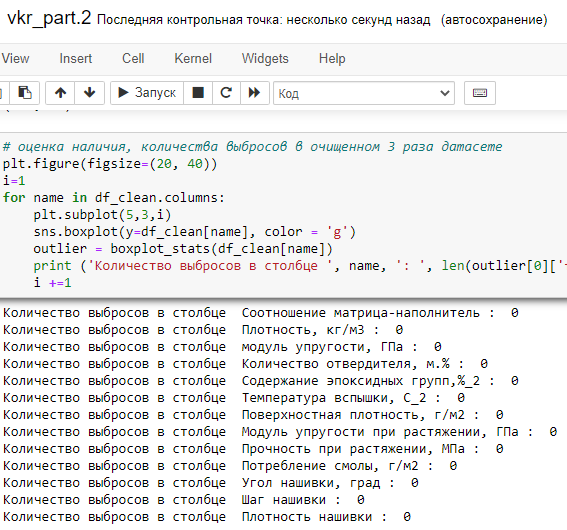 vkr_part.2 Последняя контрольная точка: несколько секунд назад (автосохранение)
View Insert Cell Kernel Widgets Help
Запуск Код
# оценка наличия, количества выбросов в очищенном 3 раза датасете
plt.figure(figsize=(20, 40))
i=1
for name in df_clean.columns:
plt.subplot(5,3,i)
sns.boxplot(y=df_clean[name], color = 'g')
outlier = boxplot_stats(df_clean[name])
print ('Количество выбросов в столбце ', name, ': ', len(outlier[0]['
i +=1
Количество выбросов в столбце Соотношение матрица-наполнитель : 0
Количество выбросов в столбце Плотность, кг/м3 : 0
Количество выбросов в столбце модуль упругости, ГПа : 0
Количество выбросов в столбце Количество отвердителя, м.% : 0
Количество выбросов в столбце Содержание эпоксидных групп,%_2 : 0
Количество выбросов в столбце Температура вспышки, С_2 : 0
Количество выбросов в столбце Поверхностная плотность, г/м2 : 0
Количество выбросов в столбце Модуль упругости при растяжении, ГПа : 0
Количество выбросов в столбце Прочность при растяжении, МПа : 0
Количество выбросов в столбце Потребление смолы, г/м2 : 0
Количество выбросов в столбце Угол нашивки, град : 0
Количество выбросов в столбце Шаг нашивки : 0
Количество выбросов в столбце Плотность нашивки : 0